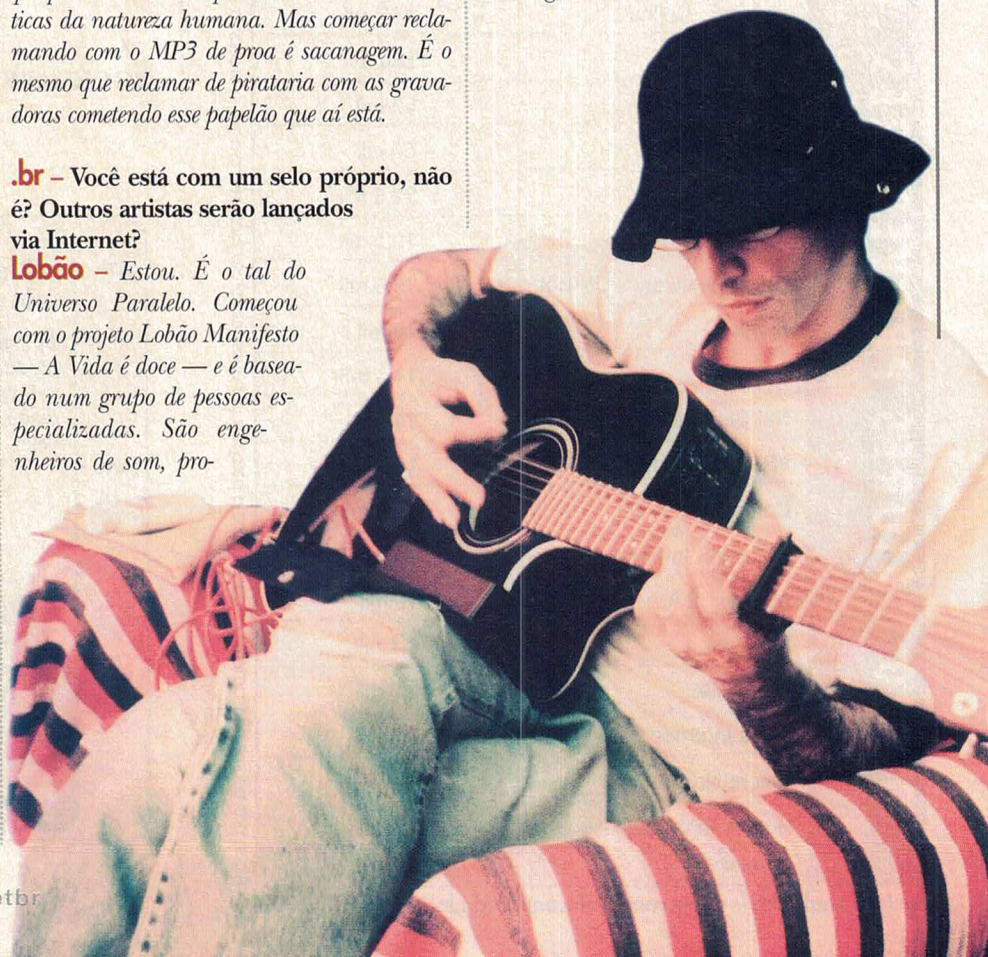 ticas da natureza humana. Mas começar recla-
mando com o MP3 de proa é sacanagem. É o
mesmo que reclamar de pirataria com as grava-
doras cometendo esse papelão que aí está.
.br – Você está com um selo próprio, não
é? Outros artistas serão lançados
via Internet?
Lobão – Estou. É o tal do
Universo Paralelo. Começou
com o projeto Lobão Manifesto
— A Vida é doce — e é basea-
do num grupo de pessoas es-
pecializadas. São enge-
nheiros de som, pro-
etbr